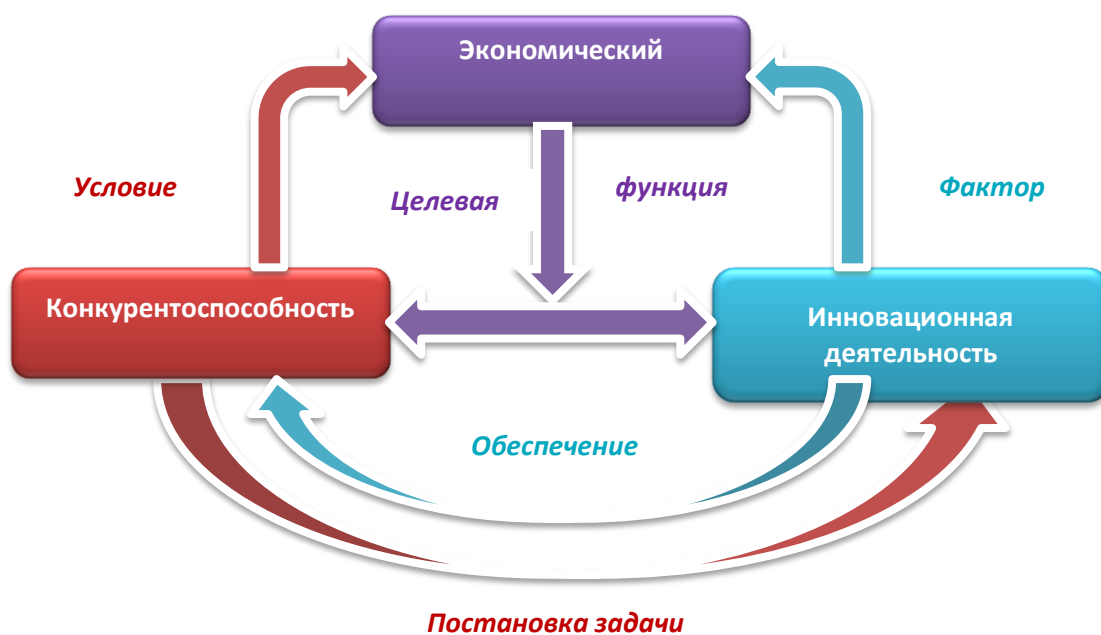 Экономический
Условие
Целевая
функция
Фактор
Конкурентоспособность
Инновационная
деятельность
Обеспечение
Постановка задачи